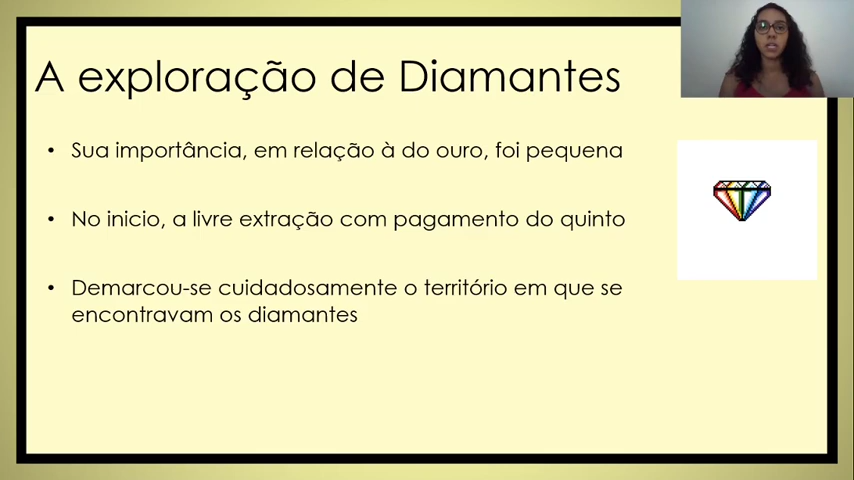 A exploração de Diamantes
• Sua importância, em relação à do ouro, foi pequena
• No inicio, a livre extração com pagamento do quinto
• Demarcou-se cuidadosamente o território em que se
encontravam os diamantes